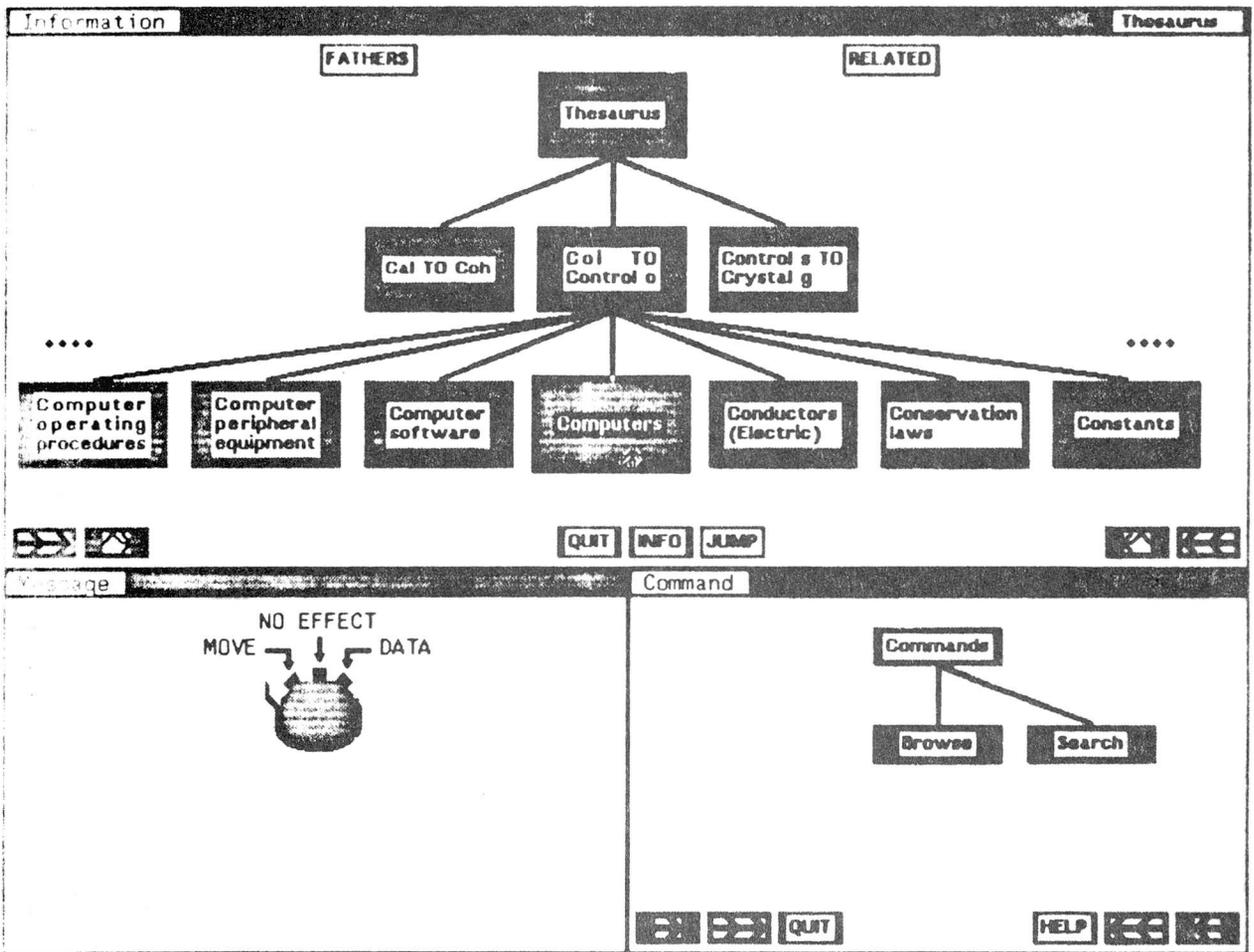 Information
Thesaurus
FATHERS
RELATED
Thesaurus
Cal TO Coh
Col TO
Control o
Control s TO
Crystal g
Computer
operating
procedures
Computer
peripheral
equipment
Computer
software
Computers
Conductors
(Electric)
Conservation
laws
Constants
QUIT
INFO
JUMP
Message
NO EFFECT
MOVE
DATA
Command
Commands
Browse
Search
QUIT
HELP